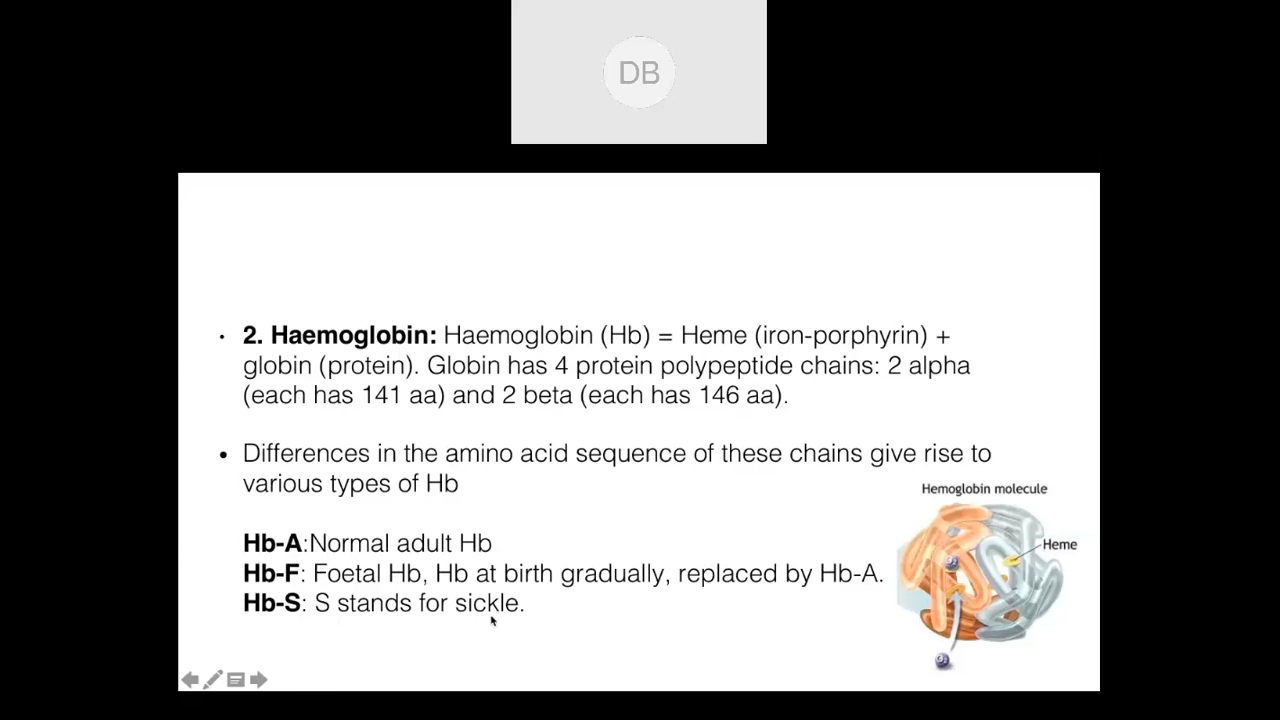 DB
• 2. Haemoglobin: Haemoglobin (Hb) = Heme (iron-porphyrin) +
globin (protein). Globin has 4 protein polypeptide chains: 2 alpha
(each has 141 aa) and 2 beta (each has 146 aa).
• Differences in the amino acid sequence of these chains give rise to
various types of Hb
Hemoglobin molecule
Heme
Hb-A:Normal adult Hb
Hb-F: Foetal Hb, Hb at birth gradually, replaced by Hb-A.
Hb-S: S stands for sickle.